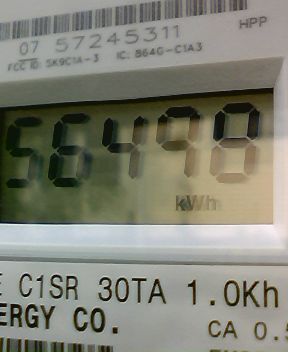 07 57245311
HPP
FCC ID: SK9C1A-3 IC: 864G-C1A3
56498
kWh
C1SR 30TA 1.0Kh
ERGY CO.
CA 0.5